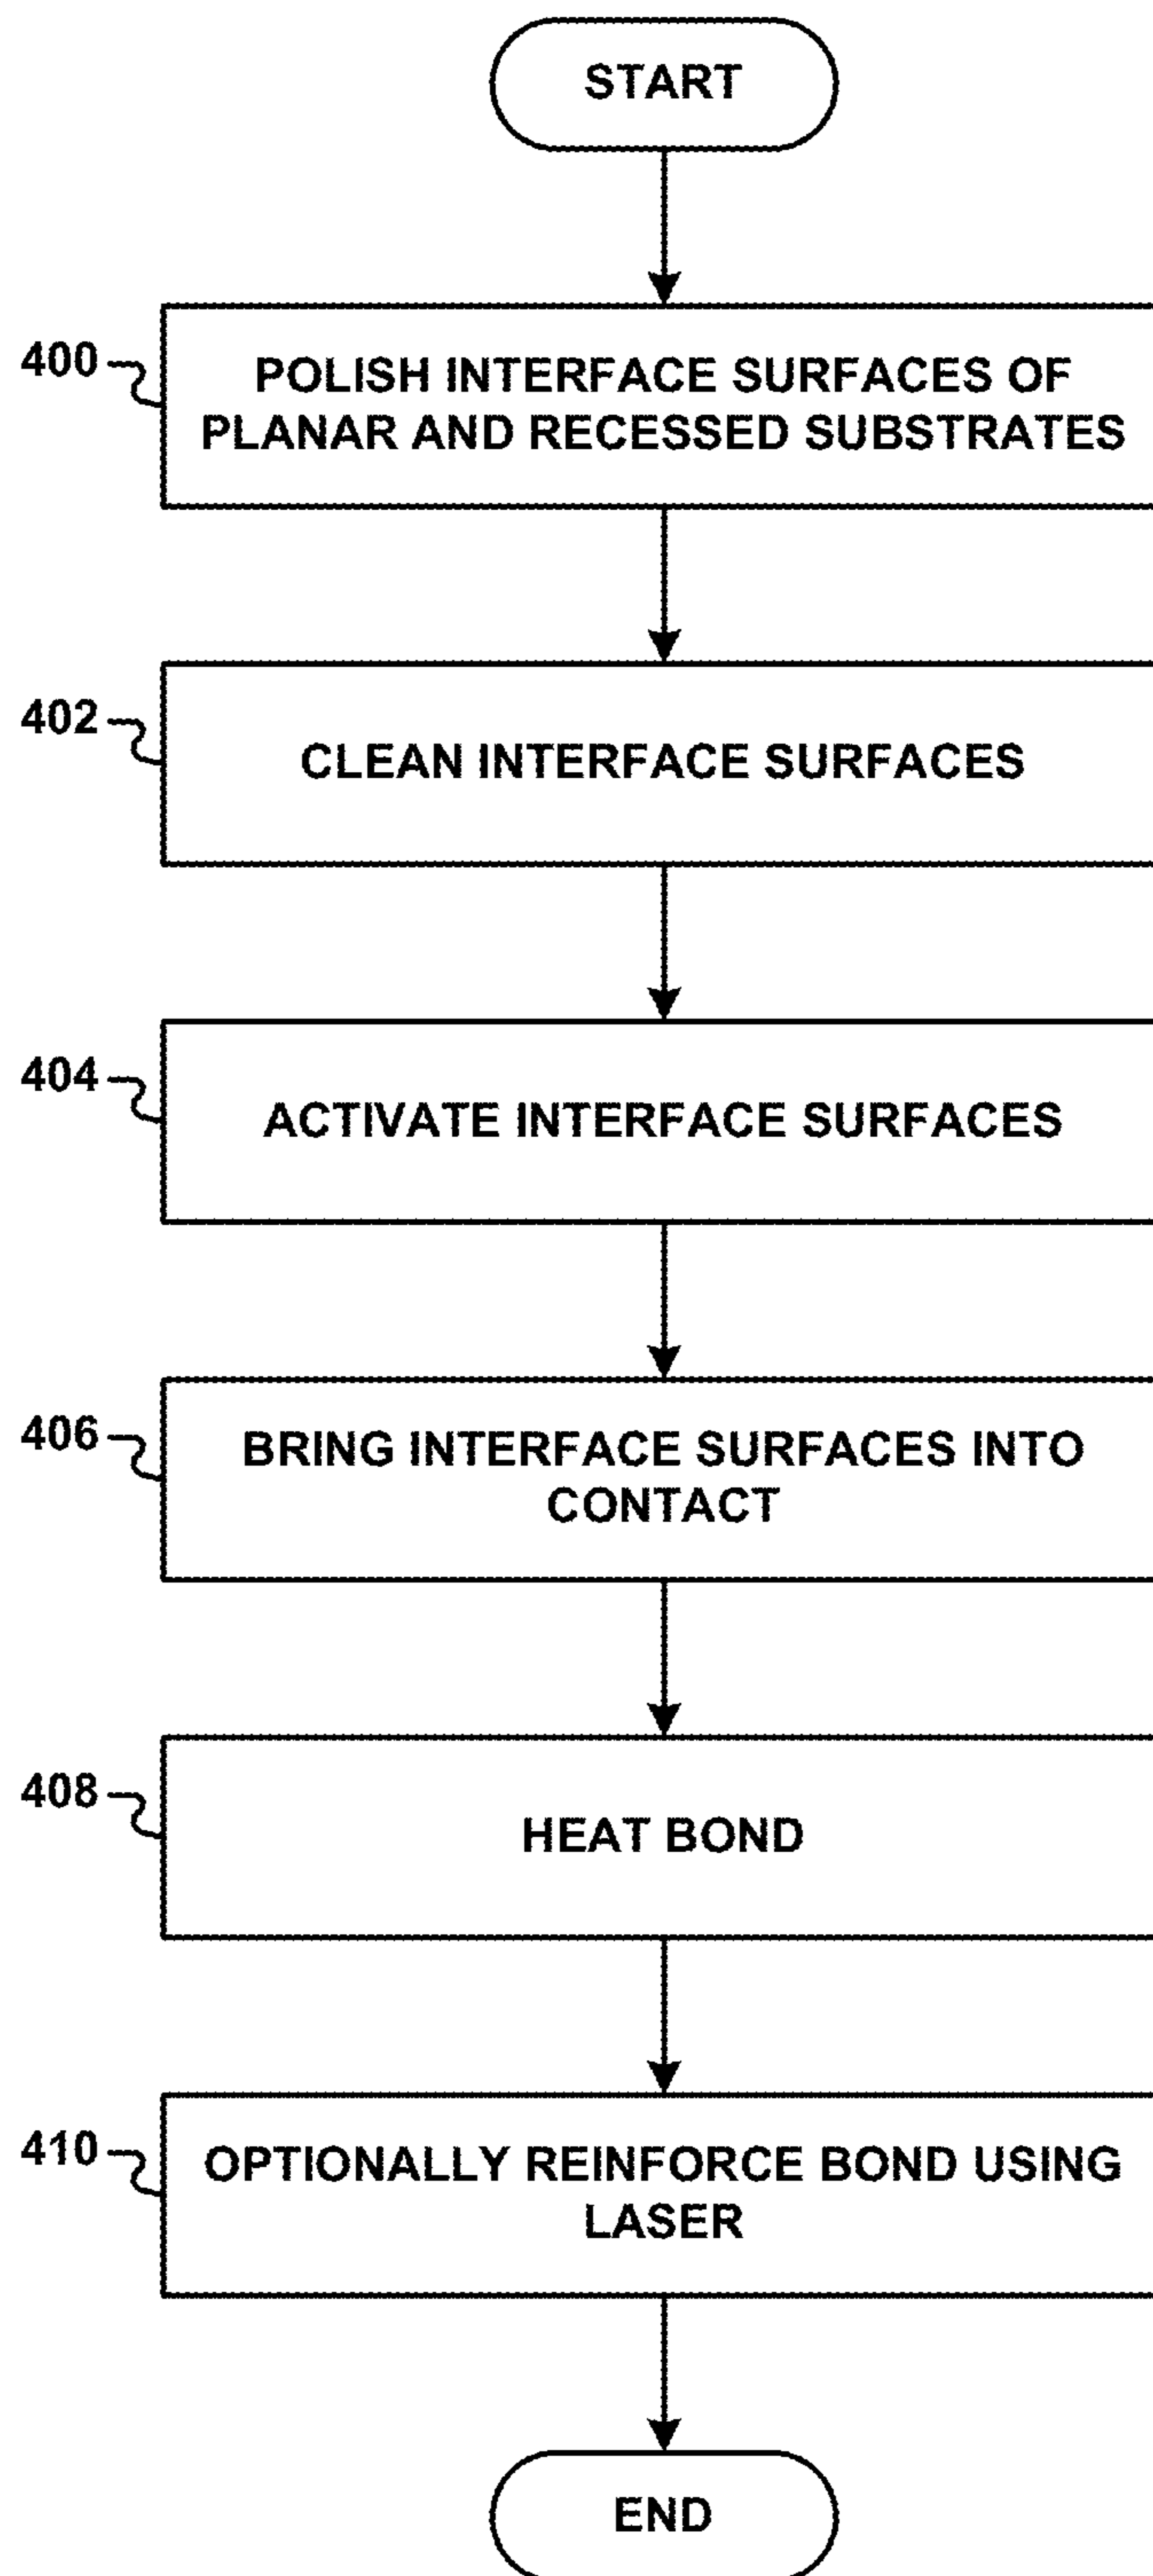 START
400
POLISH INTERFACE SURFACES OF
PLANAR AND RECESSED SUBSTRATES
402
CLEAN INTERFACE SURFACES
404
ACTIVATE INTERFACE SURFACES
406
BRING INTERFACE SURFACES INTO
CONTACT
408
HEAT BOND
410
OPTIONALLY REINFORCE BOND USING
LASER
END